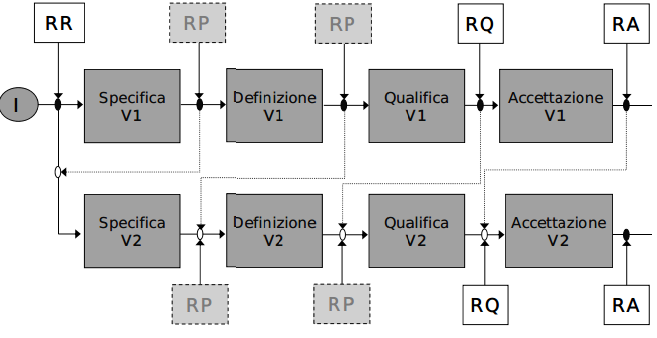 RR
RP
RP
RQ
RA
I
Specifica
V1
Definizione
V1
Qualifica
V1
Accettazione
V1
Specifica
V2
Definizione
V2
Qualifica
V2
Accettazione
V2
RP
RP
RQ
RA